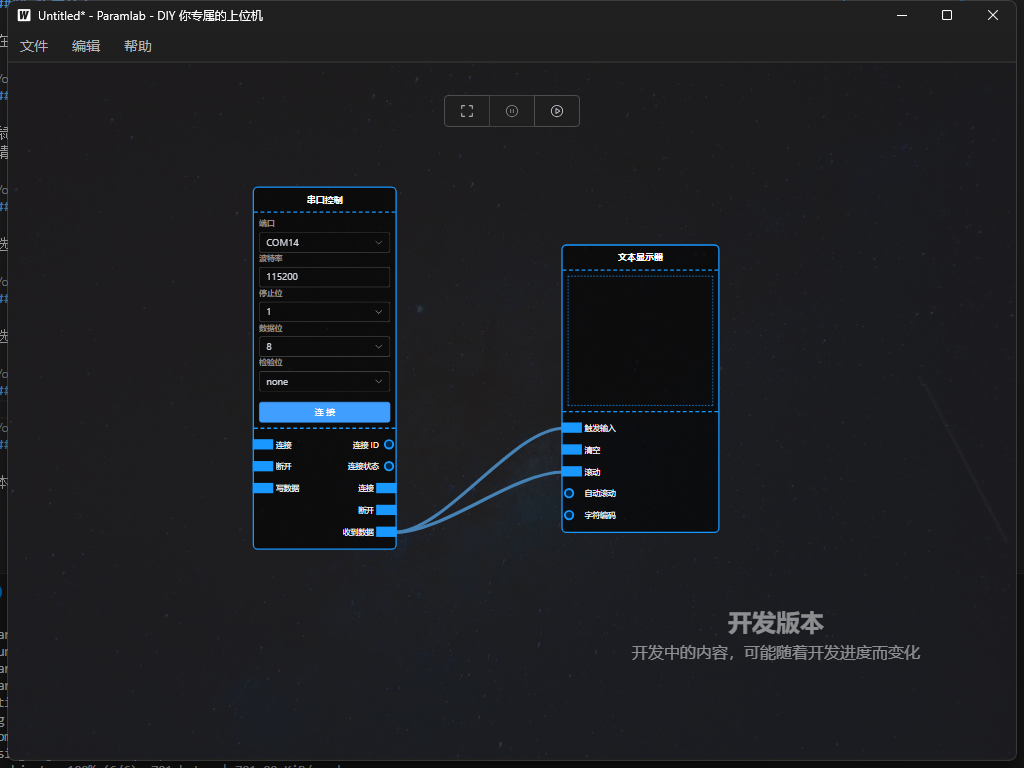 Untitled* - Paramlab - DIY 你专属的上位机
文件 编辑 帮助
串口控制
端口
COM14
波特率
115200
停止位
1
数据位
8
检验位
none
连 接
连接 连接 ID
断开 连接状态
写数据 连接
断开
收到数据
文本显示器
触发输入
清空
滚动
自动滚动
字符编码
开发版本
开发中的内容，可能随着开发进度而变化